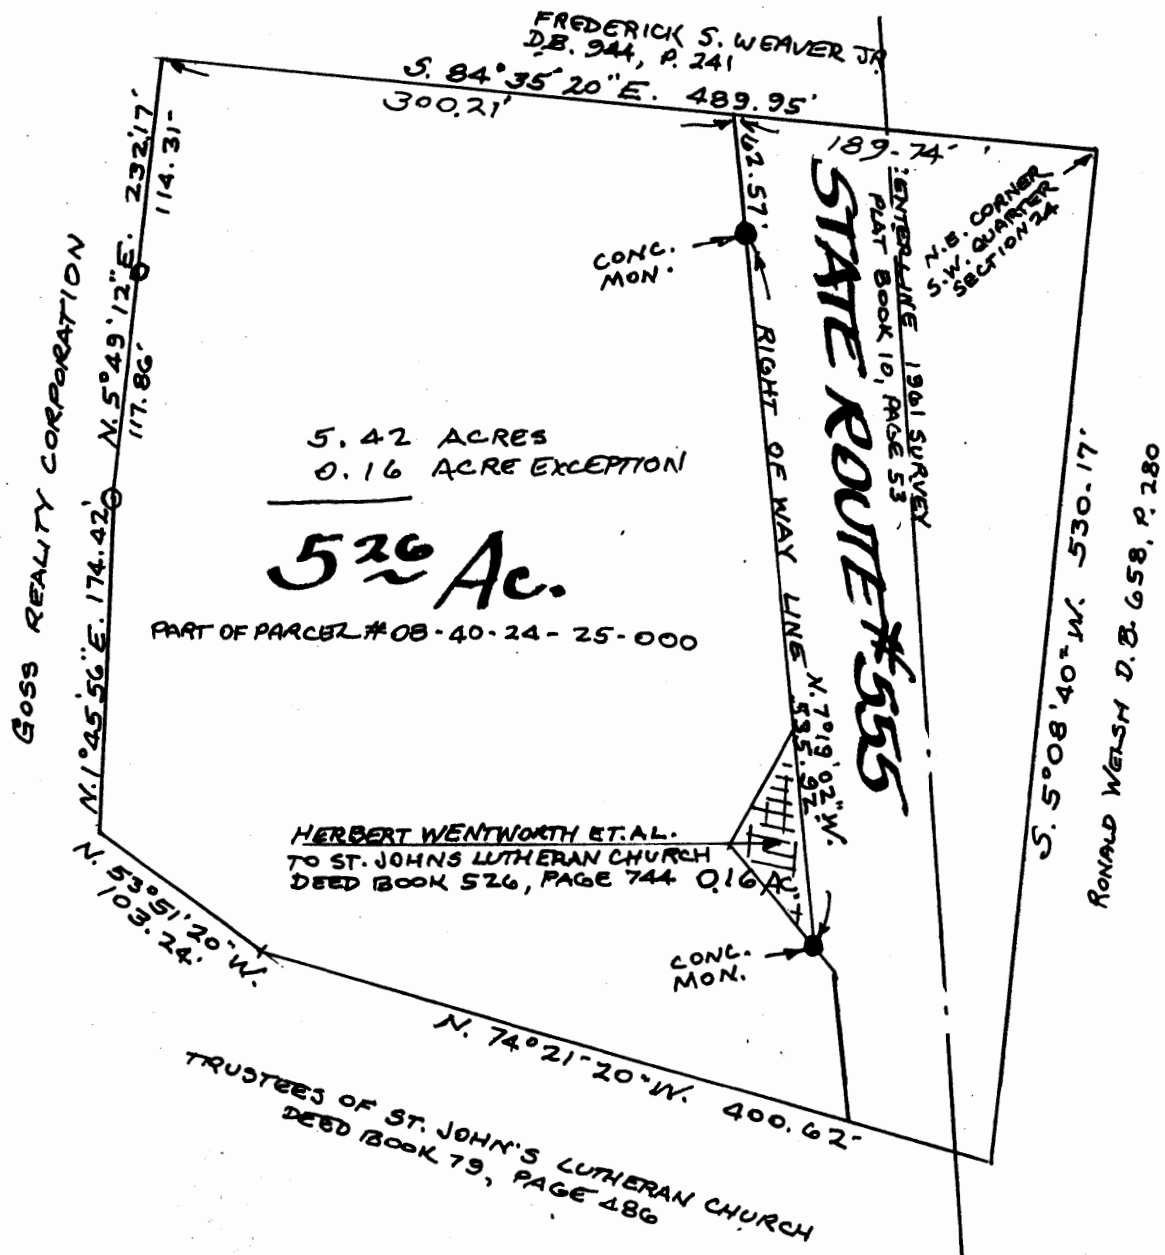 FREDERICK S. WEAVER JR
D.B. 944, P. 241
S. 84°35'20"E. 489.95'
300.21'
189.74'
62.57'
N. 5°49'12"E. 232.17'
114.31'
117.86'
GOSS REALITY CORPORATION
N. 1°45'56"E. 174.42'
CONC.
MON.
N.E. CORNER
S.W. QUARTER
SECTION 24
CENTERLINE 1961 SURVEY
PLAT BOOK 10, PAGE 53
STATE ROUTE #555
RIGHT OF WAY LINE
N. 7°19'02"W.
535.92
5.42 ACRES
0.16 ACRE EXCEPTION
5 26 Ac.
PART OF PARCEL #08-40-24-25-000
S. 5°08'40"W. 530.17'
RONALD WELSH D.B. 658, P. 280
HERBERT WENTWORTH ET. AL.
TO ST. JOHNS LUTHERAN CHURCH
DEED BOOK 526, PAGE 744
0.16 AC
CONC.
MON.
N. 53°51'20"W.
103.24'
N. 74°21'20"W. 400.62'
TRUSTEES OF ST. JOHN'S LUTHERAN CHURCH
DEED BOOK 79, PAGE 486